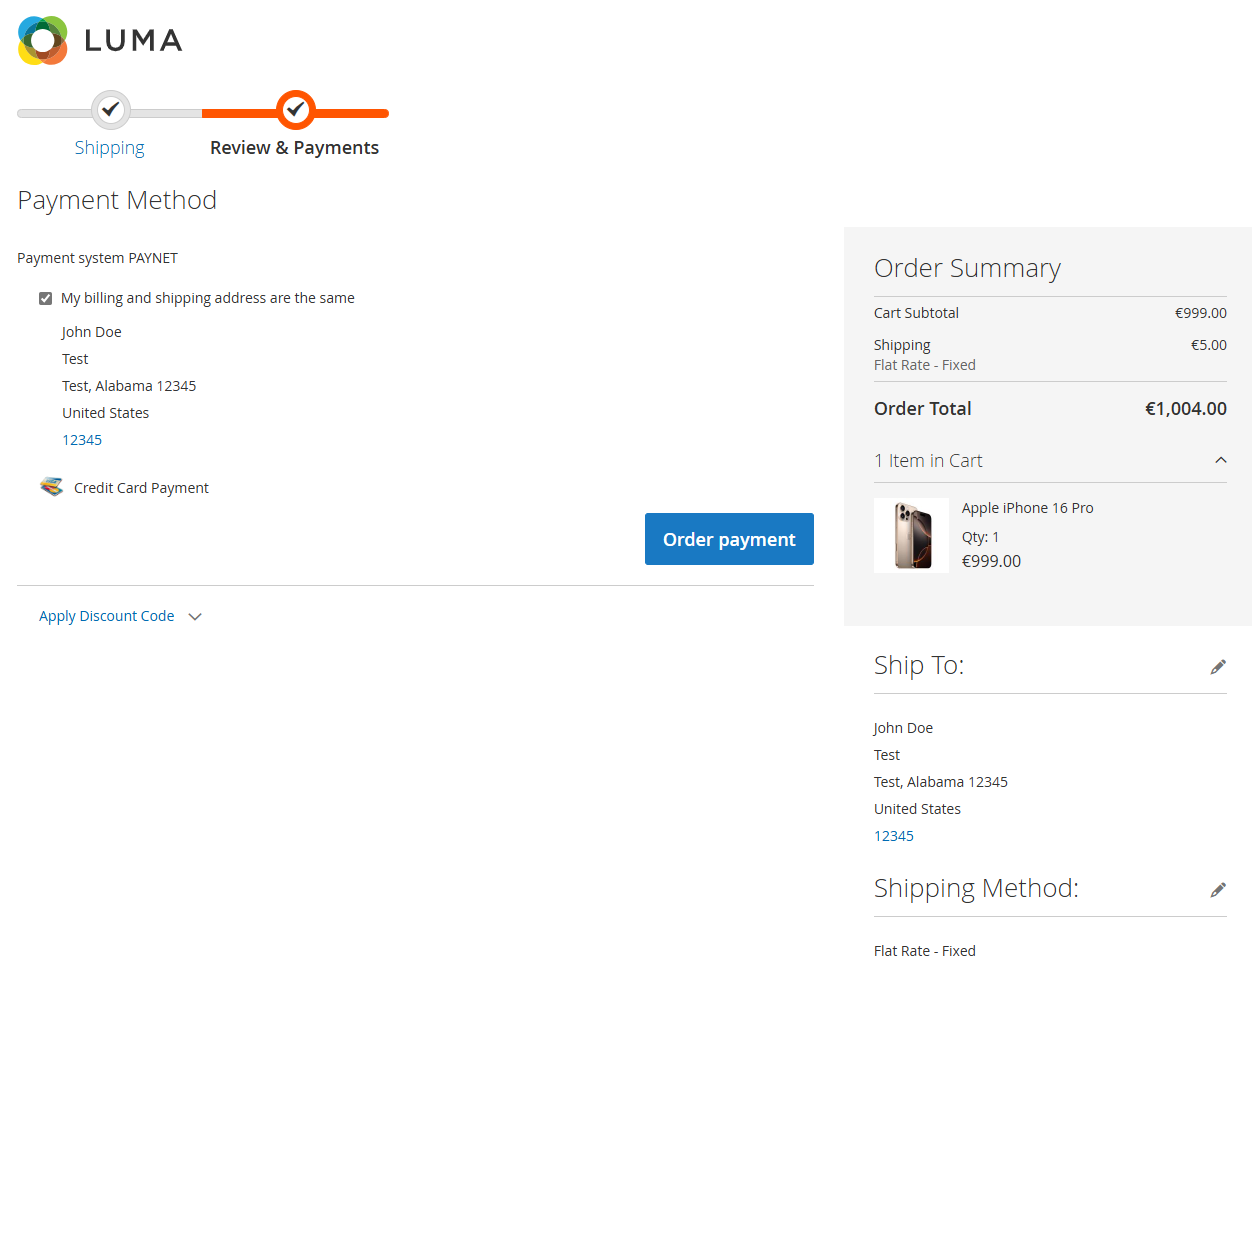 LUMA
Shipping
Review & Payments
Payment Method
Payment system PAYNET
My billing and shipping address are the same
John Doe
Test
Test, Alabama 12345
United States
12345
Credit Card Payment
Order payment
Apply Discount Code
Order Summary
Cart Subtotal €999.00
Shipping €5.00
Flat Rate - Fixed
Order Total €1,004.00
1 Item in Cart
Apple iPhone 16 Pro
Qty: 1
€999.00
Ship To:
John Doe
Test
Test, Alabama 12345
United States
12345
Shipping Method:
Flat Rate - Fixed